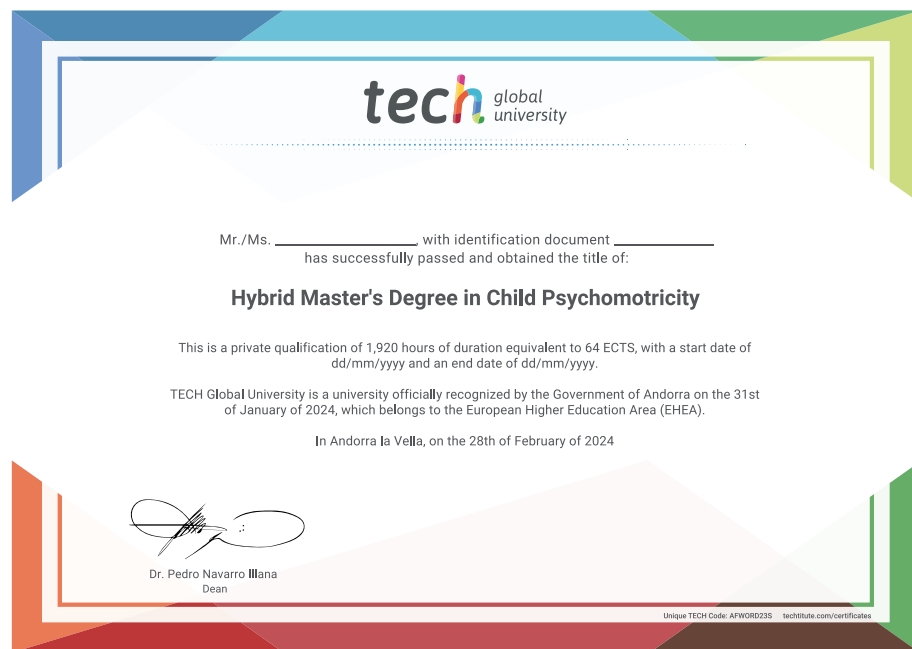 tech global
university
Mr./Ms. ____________, with identification document ____________
has successfully passed and obtained the title of:
Hybrid Master's Degree in Child Psychomotricity
This is a private qualification of 1,920 hours of duration equivalent to 64 ECTS, with a start date of
dd/mm/yyyy and an end date of dd/mm/yyyy.
TECH Global University is a university officially recognized by the Government of Andorra on the 31st
of January of 2024, which belongs to the European Higher Education Area (EHEA).
In Andorra la Vella, on the 28th of February of 2024
Dr. Pedro Navarro Illana
Dean
Unique TECH Code: AFWORD23S techtitute.com/certificates